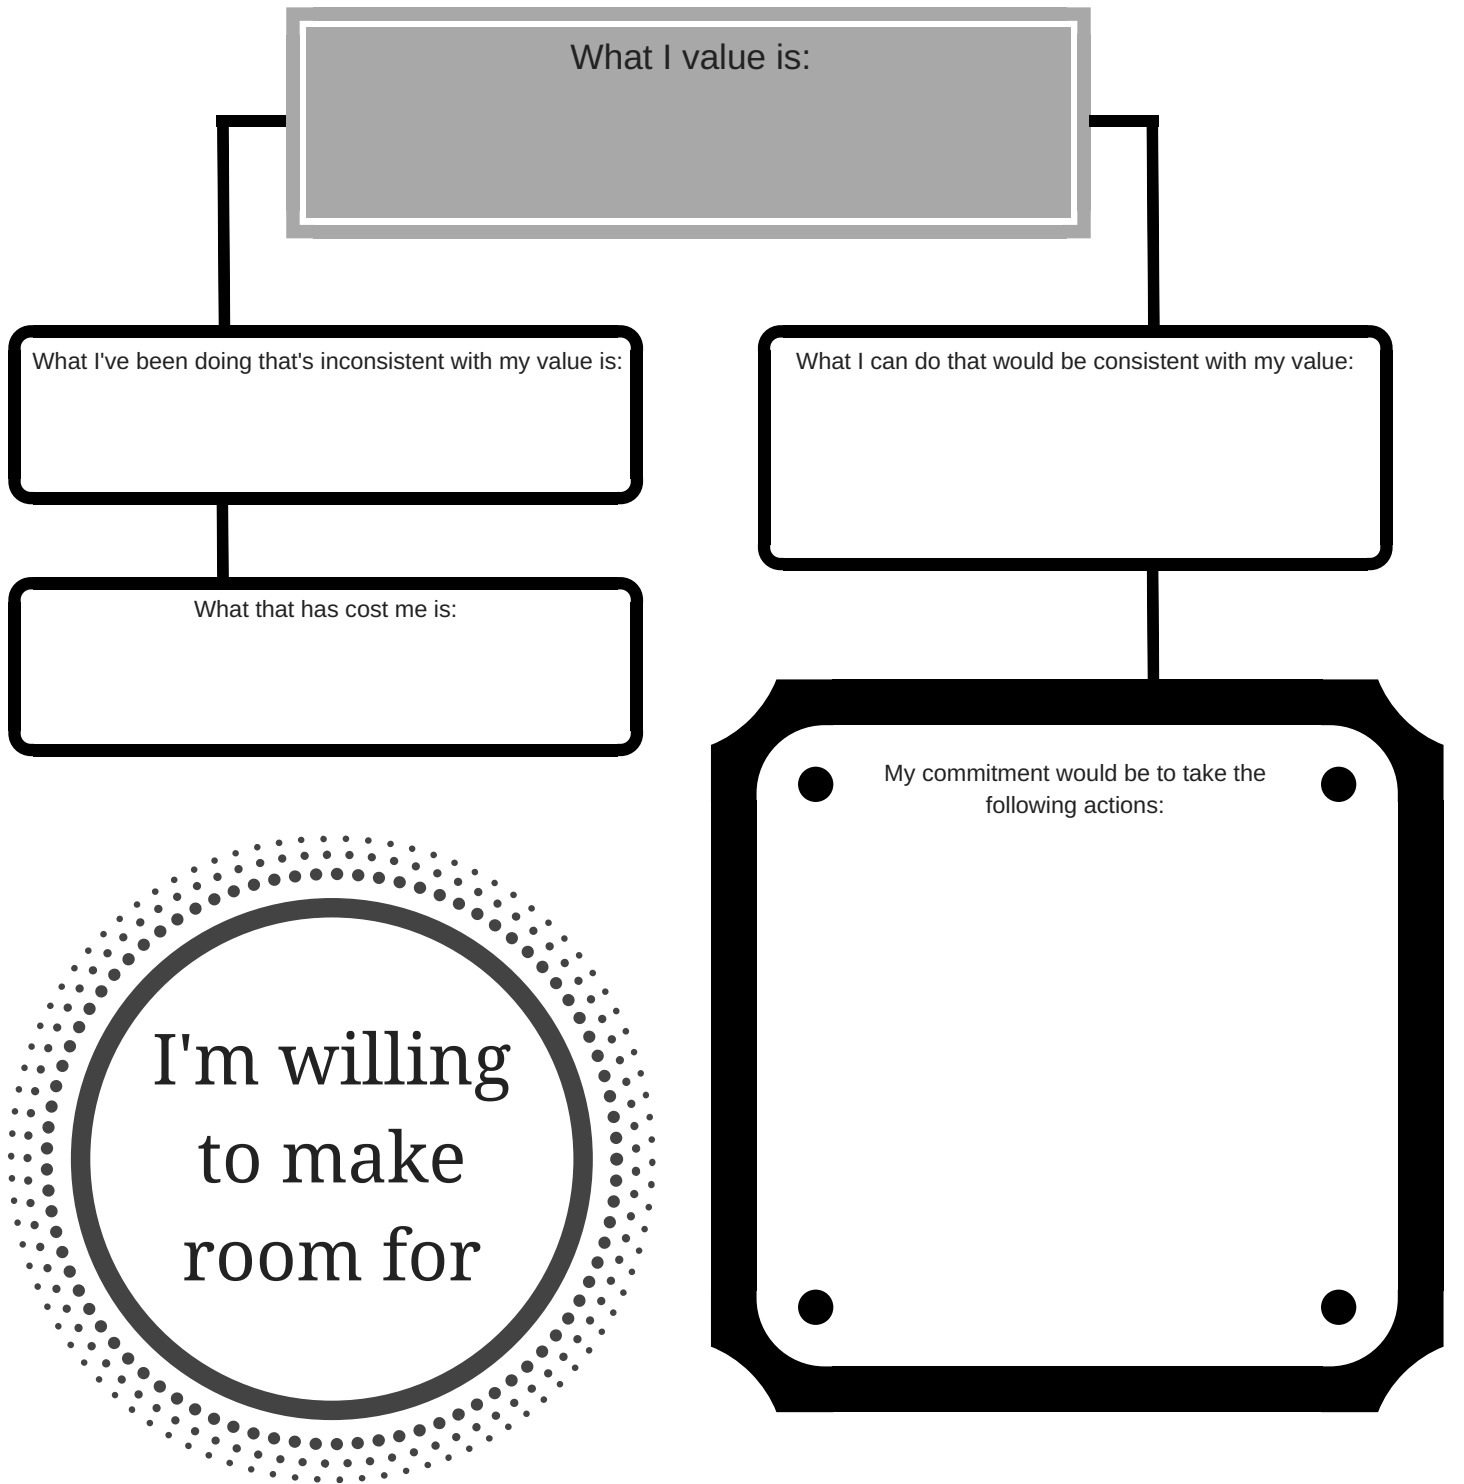 What I value is:
What I've been doing that's inconsistent with my value is:
What I can do that would be consistent with my value:
What that has cost me is:
My commitment would be to take the
following actions:
I'm willing
to make
room for